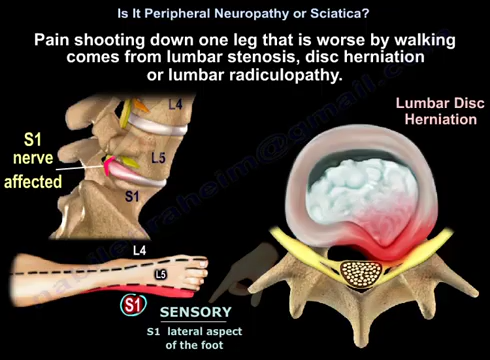 Is It Peripheral Neuropathy or Sciatica?
Pain shooting down one leg that is worse by walking
comes from lumbar stenosis, disc herniation
or lumbar radiculopathy.
Lumbar Disc
Herniation
L4
S1
nerve
affected
L5
S1
L4
L5
S1
SENSORY
S1 lateral aspect
of the foot